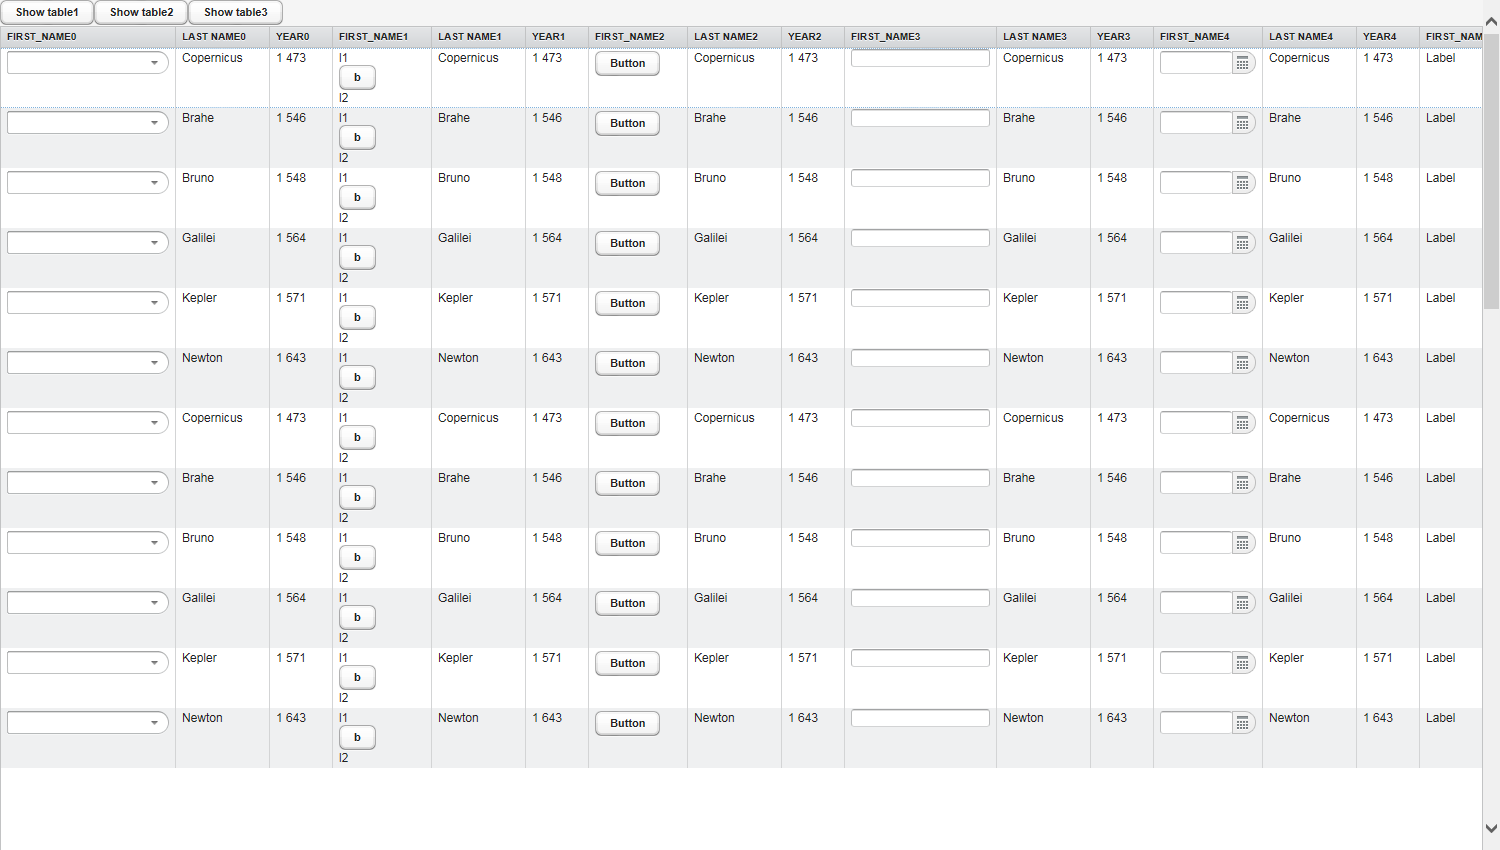 Show table1 Show table2 Show table3
FIRST_NAME0 LAST NAME0 YEAR0 FIRST_NAME1 LAST NAME1 YEAR1 FIRST_NAME2 LAST NAME2 YEAR2 FIRST_NAME3 LAST NAME3 YEAR3 FIRST_NAME4 LAST NAME4 YEAR4 FIRST_NAM
Copernicus 1 473 l1 Copernicus 1 473 Button Copernicus 1 473 Copernicus 1 473 Copernicus 1 473 Label
b
l2
Brahe 1 546 l1 Brahe 1 546 Button Brahe 1 546 Brahe 1 546 Brahe 1 546 Label
b
l2
Bruno 1 548 l1 Bruno 1 548 Button Bruno 1 548 Bruno 1 548 Bruno 1 548 Label
b
l2
Galilei 1 564 l1 Galilei 1 564 Button Galilei 1 564 Galilei 1 564 Galilei 1 564 Label
b
l2
Kepler 1 571 l1 Kepler 1 571 Button Kepler 1 571 Kepler 1 571 Kepler 1 571 Label
b
l2
Newton 1 643 l1 Newton 1 643 Button Newton 1 643 Newton 1 643 Newton 1 643 Label
b
l2
Copernicus 1 473 l1 Copernicus 1 473 Button Copernicus 1 473 Copernicus 1 473 Copernicus 1 473 Label
b
l2
Brahe 1 546 l1 Brahe 1 546 Button Brahe 1 546 Brahe 1 546 Brahe 1 546 Label
b
l2
Bruno 1 548 l1 Bruno 1 548 Button Bruno 1 548 Bruno 1 548 Bruno 1 548 Label
b
l2
Galilei 1 564 l1 Galilei 1 564 Button Galilei 1 564 Galilei 1 564 Galilei 1 564 Label
b
l2
Kepler 1 571 l1 Kepler 1 571 Button Kepler 1 571 Kepler 1 571 Kepler 1 571 Label
b
l2
Newton 1 643 l1 Newton 1 643 Button Newton 1 643 Newton 1 643 Newton 1 643 Label
b
l2